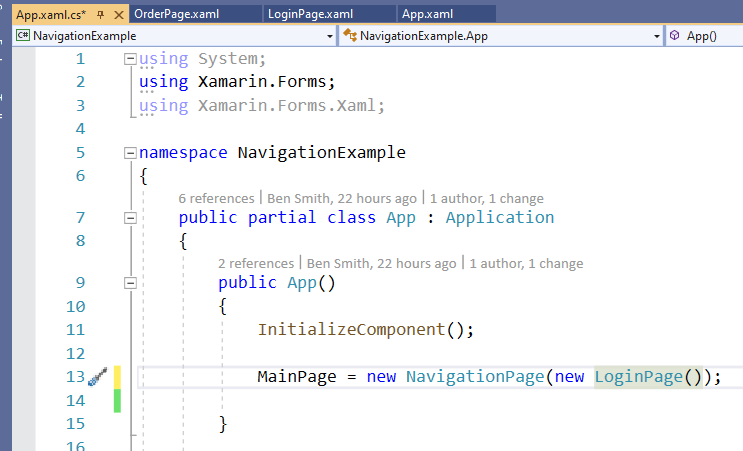 App.xaml.cs* OrderPage.xaml LoginPage.xaml App.xaml
C# NavigationExample NavigationExample.App App()
1 using System;
2 using Xamarin.Forms;
3 using Xamarin.Forms.Xaml;
4
5 namespace NavigationExample
6 {
6 references | Ben Smith, 22 hours ago | 1 author, 1 change
7 public partial class App : Application
8 {
2 references | Ben Smith, 22 hours ago | 1 author, 1 change
9 public App()
10 {
11 InitializeComponent();
12
13 MainPage = new NavigationPage(new LoginPage());
14
15 }
16